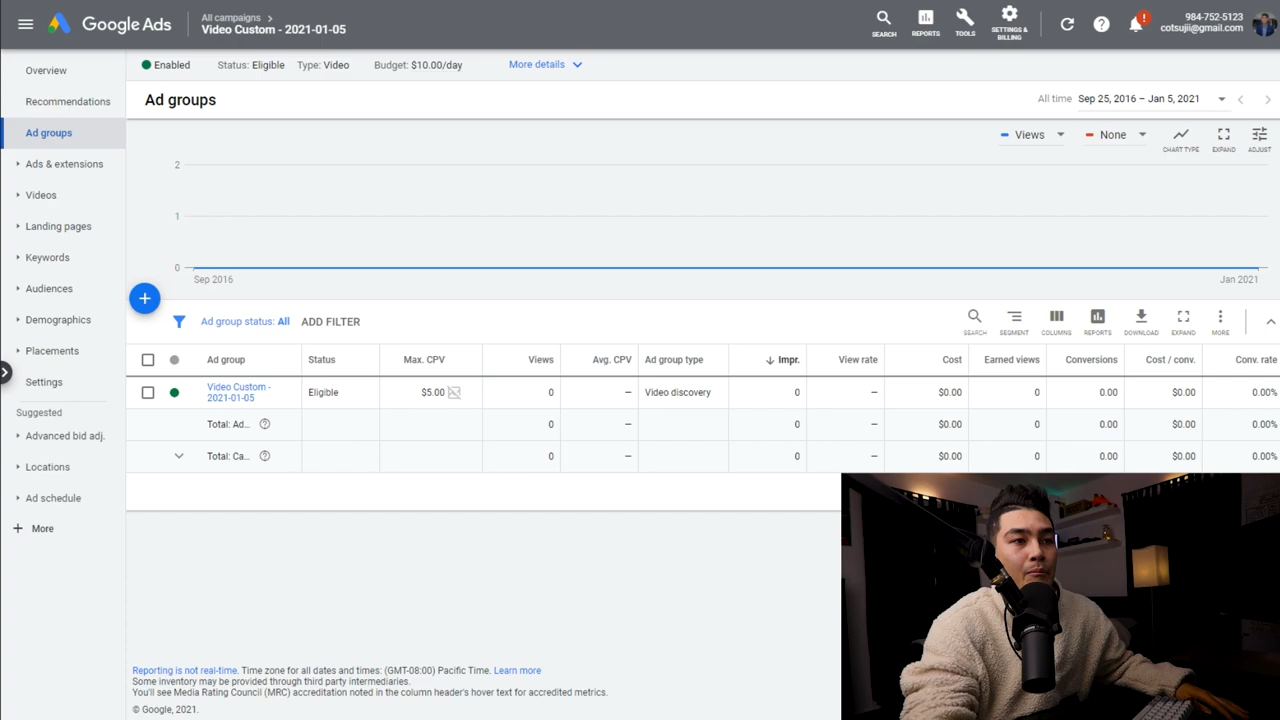 Google Ads
All campaigns
Video Custom - 2021-01-05
SEARCH
REPORTS
TOOLS
SETTINGS & BILLING
!
984-752-5123
cotsujii@gmail.com
Enabled
Status: Eligible
Type: Video
Budget: $10.00/day
More details
Overview
Recommendations
Ad groups
Ads & extensions
Videos
Landing pages
Keywords
Audiences
Demographics
Placements
Settings
Suggested
Advanced bid adj.
Locations
Ad schedule
More
Ad groups
All time
Sep 25, 2016 – Jan 5, 2021
Views
None
CHART TYPE
EXPAND
ADJUST
2
1
0
Sep 2016
Jan 2021
Ad group status: All
ADD FILTER
SEARCH
SEGMENT
COLUMNS
REPORTS
DOWNLOAD
EXPAND
MORE
Ad group Status Max. CPV Views Avg. CPV Ad group type Impr. View rate Cost Earned views Conversions Cost / conv. Conv. rate
Video Custom -
2021-01-05
Eligible $5.00 0 – Video discovery 0 – $0.00 0 0.00 $0.00 0.00%
Total: Ad... 0 – 0 – $0.00 0 0.00 $0.00 0.00%
Total: Ca... 0 – 0 – $0.00 0 0.00 $0.00 0.00%
Reporting is not real-time. Time zone for all dates and times: (GMT-08:00) Pacific Time. Learn more
Some inventory may be provided through third party intermediaries.
You'll see Media Rating Council (MRC) accreditation noted in the column header's hover text for accredited metrics.
© Google, 2021.